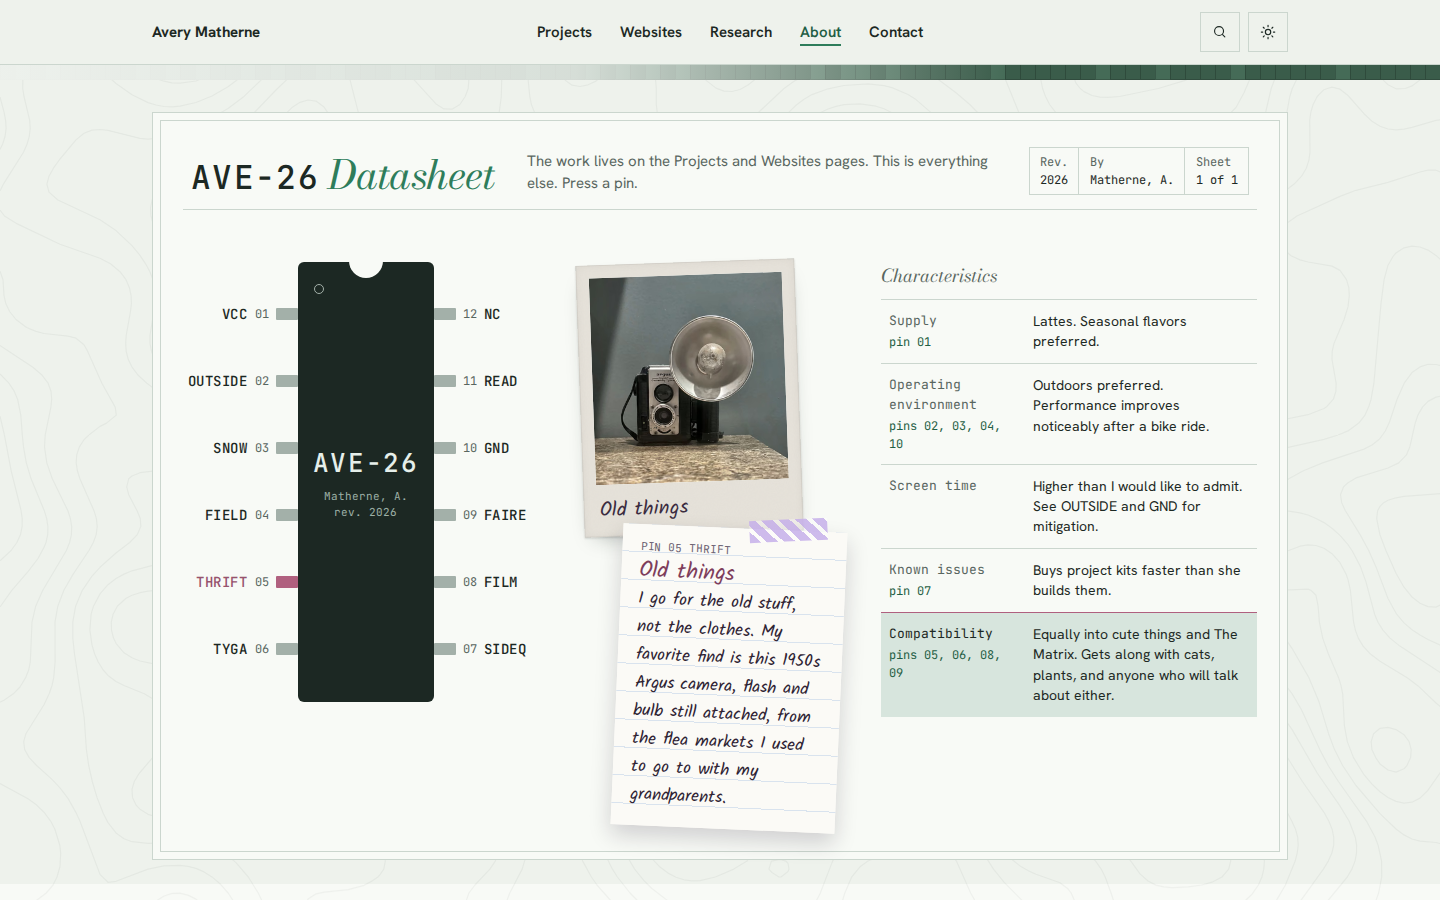 Avery Matherne
Projects
Websites
Research
About
Contact
AVE-26 Datasheet
The work lives on the Projects and Websites pages. This is everything
else. Press a pin.
Rev.
2026
By
Matherne, A.
Sheet
1 of 1
VCC 01
OUTSIDE 02
SNOW 03
FIELD 04
THRIFT 05
TYGA 06
AVE-26
Matherne, A.
rev. 2026
12 NC
11 READ
10 GND
09 FAIRE
08 FILM
07 SIDEQ
Old things
PIN 05 THRIFT
Old things
I go for the old stuff,
not the clothes. My
favorite find is this 1950s
Argus camera, flash and
bulb still attached, from
the flea markets I used
to go to with my
grandparents.
Characteristics
Supply
pin 01
Lattes. Seasonal flavors
preferred.
Operating
environment
pins 02, 03, 04,
10
Outdoors preferred.
Performance improves
noticeably after a bike ride.
Screen time
Higher than I would like to admit.
See OUTSIDE and GND for
mitigation.
Known issues
pin 07
Buys project kits faster than she
builds them.
Compatibility
pins 05, 06, 08,
09
Equally into cute things and The
Matrix. Gets along with cats,
plants, and anyone who will talk
about either.